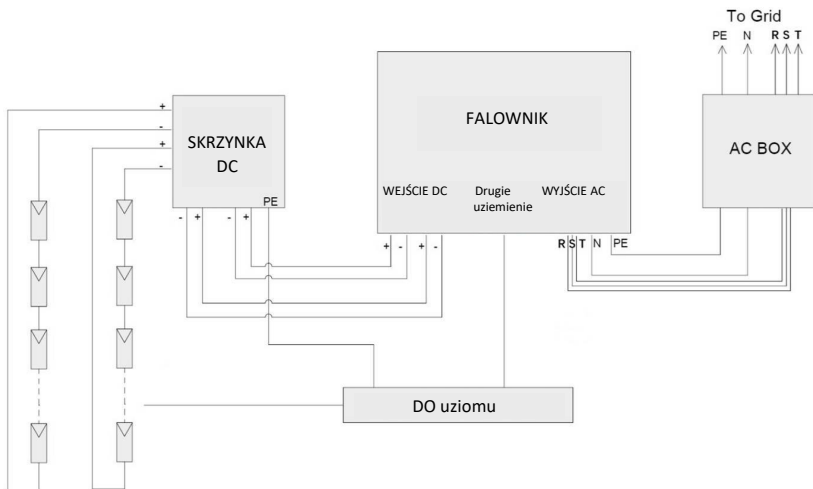 To Grid
PE N R S T
+
-
+
-
SKRZYNKA
DC
PE
- + - +
FALOWNIK
WEJŚCIE DC Drugie WYJŚCIE AC
uziemienie
+ - + -
R S T N PE
AC BOX
DO uziomu